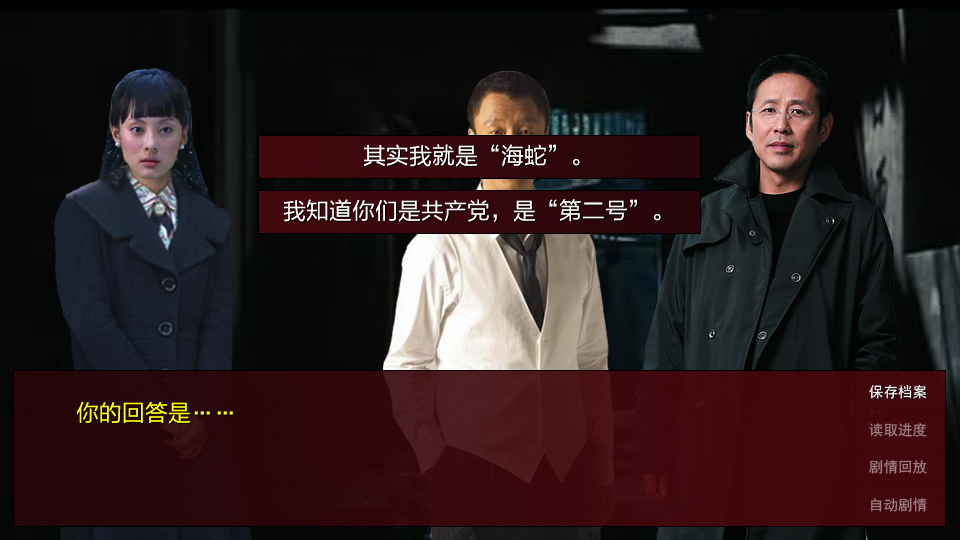 其实我就是“海蛇”。
我知道你们是共产党，是“第二号”。
你的回答是……
保存档案
读取进度
剧情回放
自动剧情